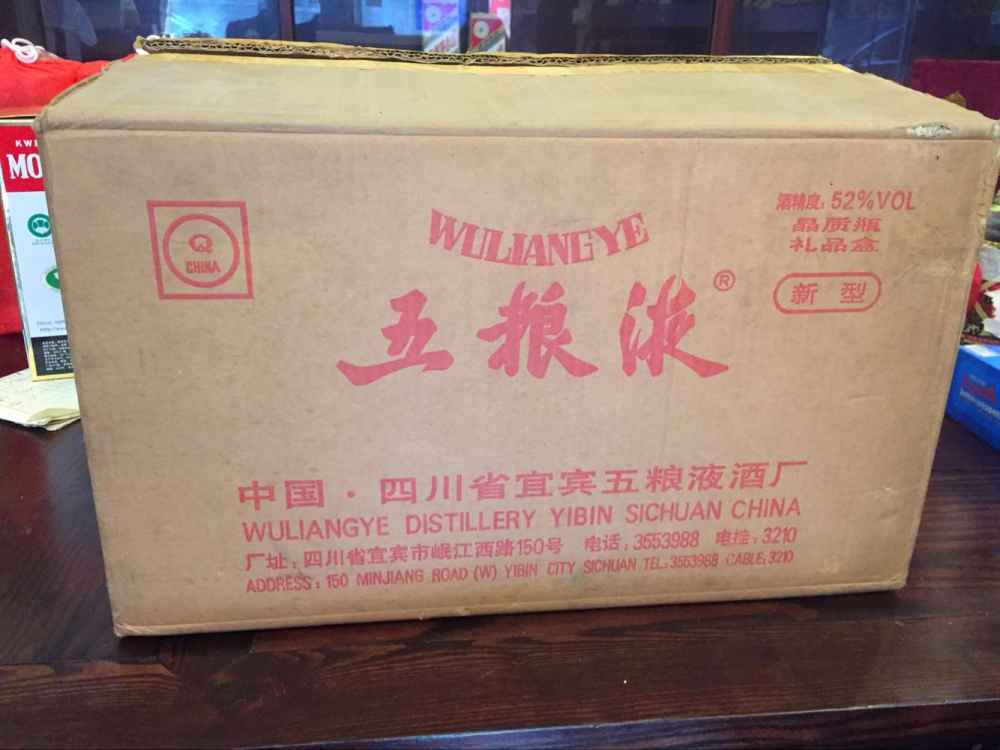 KWE
MO
Q
CHINA
WULIANGYE
五粮液®
酒精度: 52%VOL
晶质瓶
礼品盒
新型
中国·四川省宜宾五粮液酒厂
WULIANGYE DISTILLERY YIBIN SICHUAN CHINA
厂址: 四川省宜宾市岷江西路150号 电话: 3553988 电挂: 3210
ADDRESS: 150 MINJIANG ROAD (W) YIBIN CITY SICHUAN TEL: 3553988 CABLE: 3210